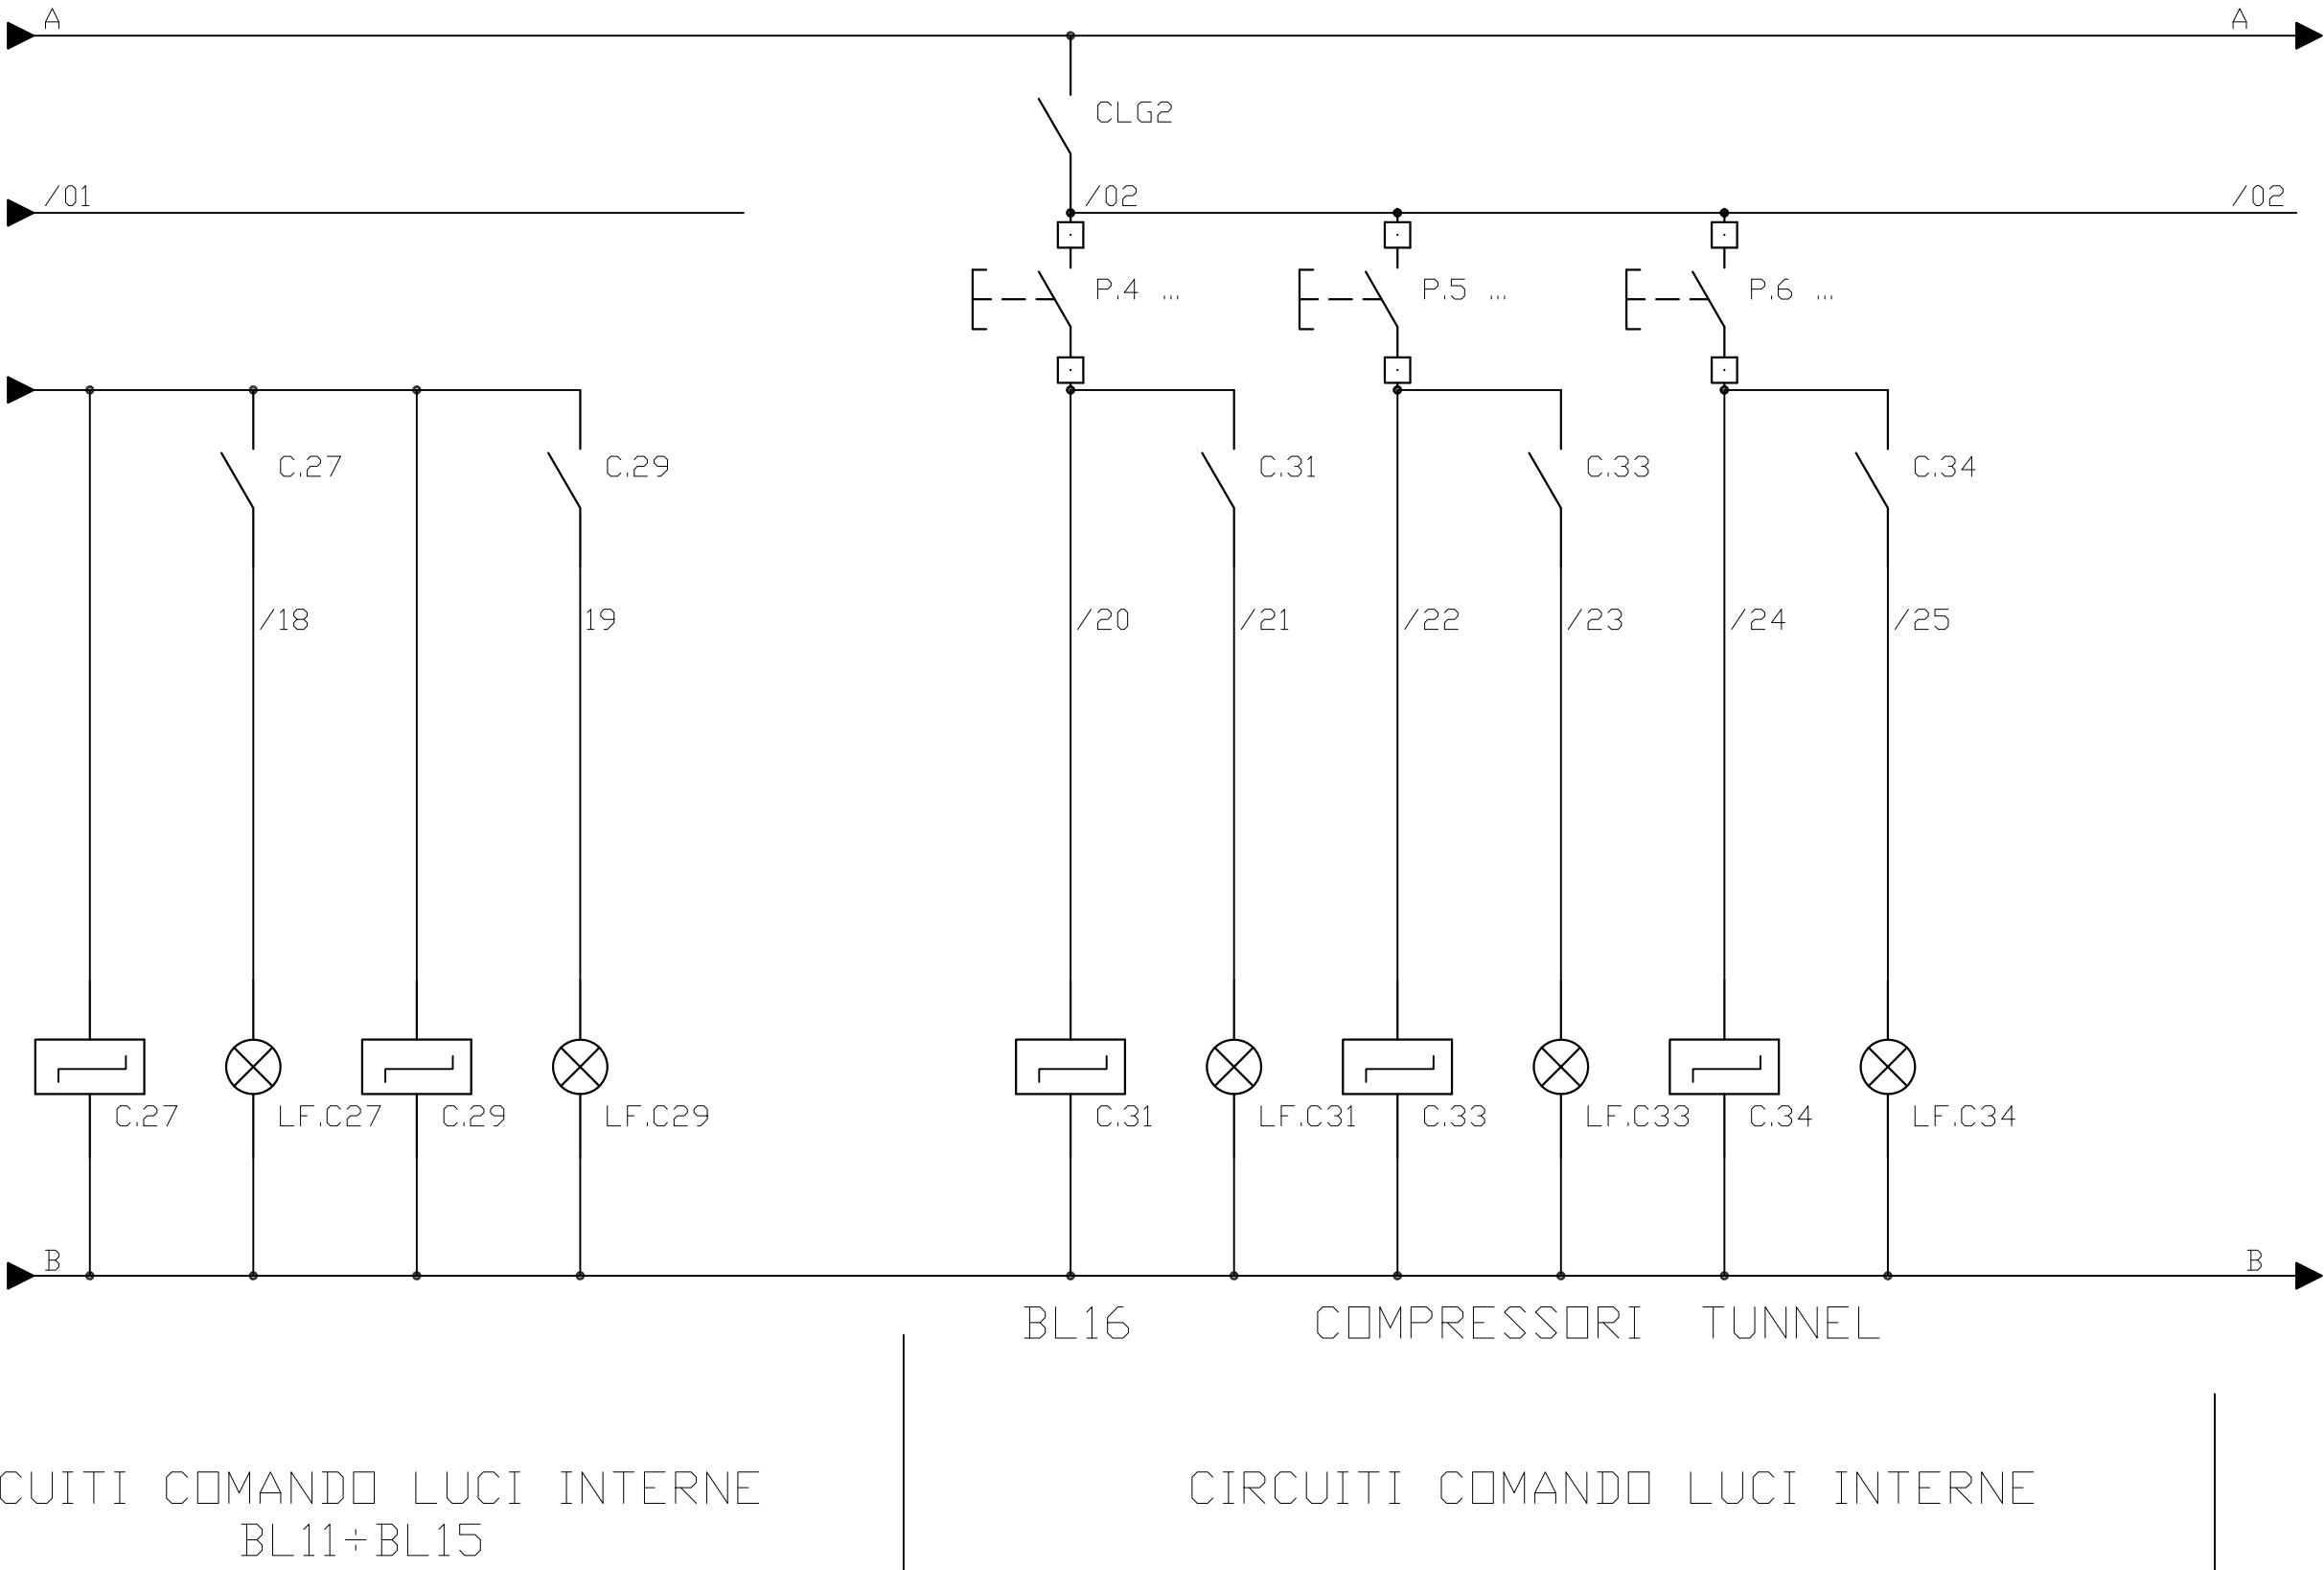 A A
CLG2
/01 /02 /02
P.4 ... P.5 ... P.6 ...
C.27 C.29 C.31 C.33 C.34
/18 19 /20 /21 /22 /23 /24 /25
C.27 LF.C27 C.29 LF.C29 C.31 LF.C31 C.33 LF.C33 C.34 LF.C34
B B
BL16 COMPRESSORI TUNNEL
CUITI COMANDO LUCI INTERNE CIRCUITI COMANDO LUCI INTERNE
BL11÷BL15